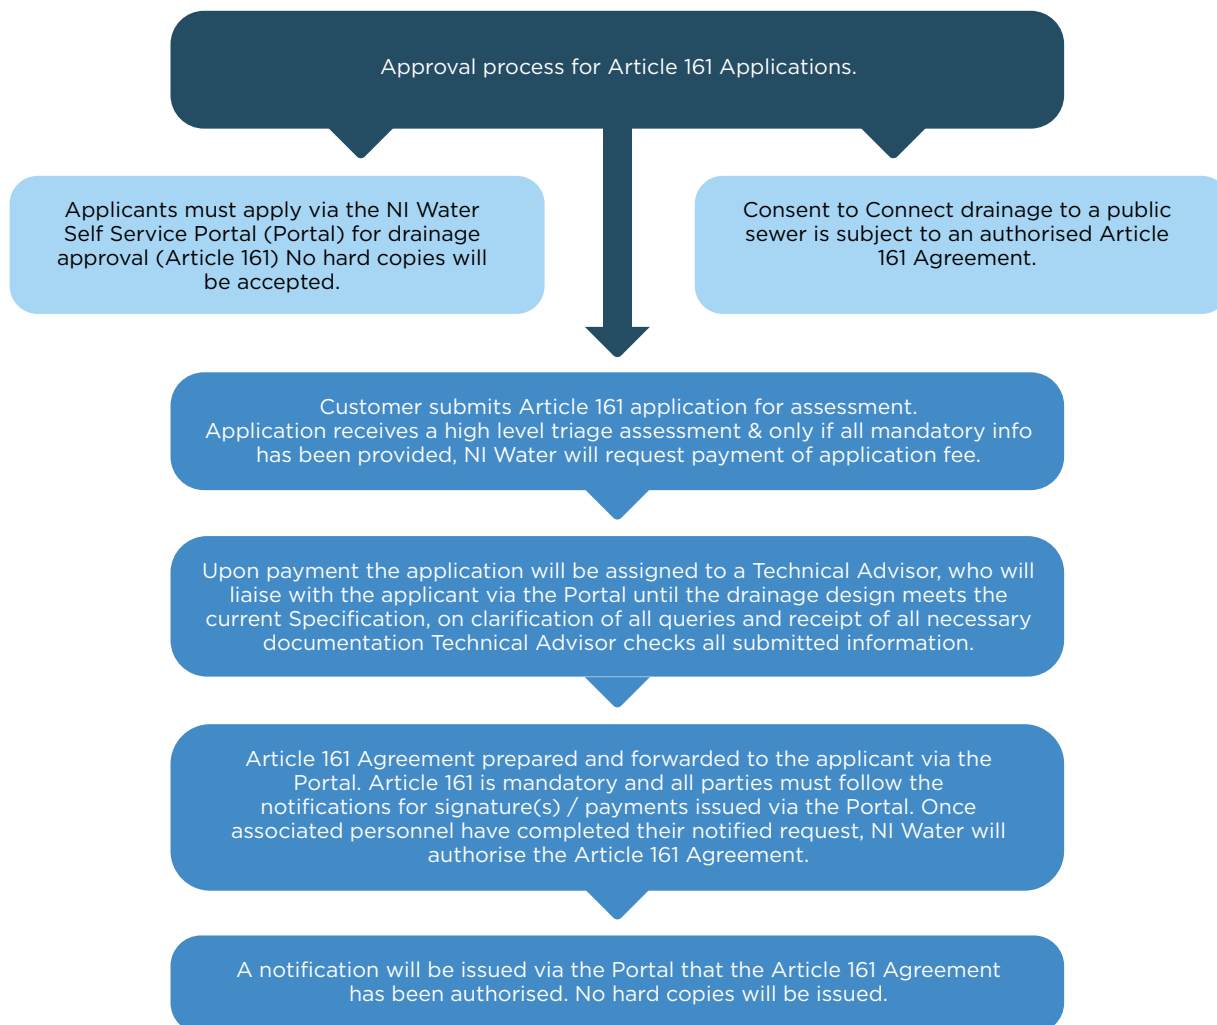 Approval process for Article 161 Applications.
Applicants must apply via the NI Water
Self Service Portal (Portal) for drainage
approval (Article 161) No hard copies will
be accepted.
Consent to Connect drainage to a public
sewer is subject to an authorised Article
161 Agreement.
Customer submits Article 161 application for assessment.
Application receives a high level triage assessment & only if all mandatory info
has been provided, NI Water will request payment of application fee.
Upon payment the application will be assigned to a Technical Advisor, who will
liaise with the applicant via the Portal until the drainage design meets the
current Specification, on clarification of all queries and receipt of all necessary
documentation Technical Advisor checks all submitted information.
Article 161 Agreement prepared and forwarded to the applicant via the
Portal. Article 161 is mandatory and all parties must follow the
notifications for signature(s) / payments issued via the Portal. Once
associated personnel have completed their notified request, NI Water will
authorise the Article 161 Agreement.
A notification will be issued via the Portal that the Article 161 Agreement
has been authorised. No hard copies will be issued.